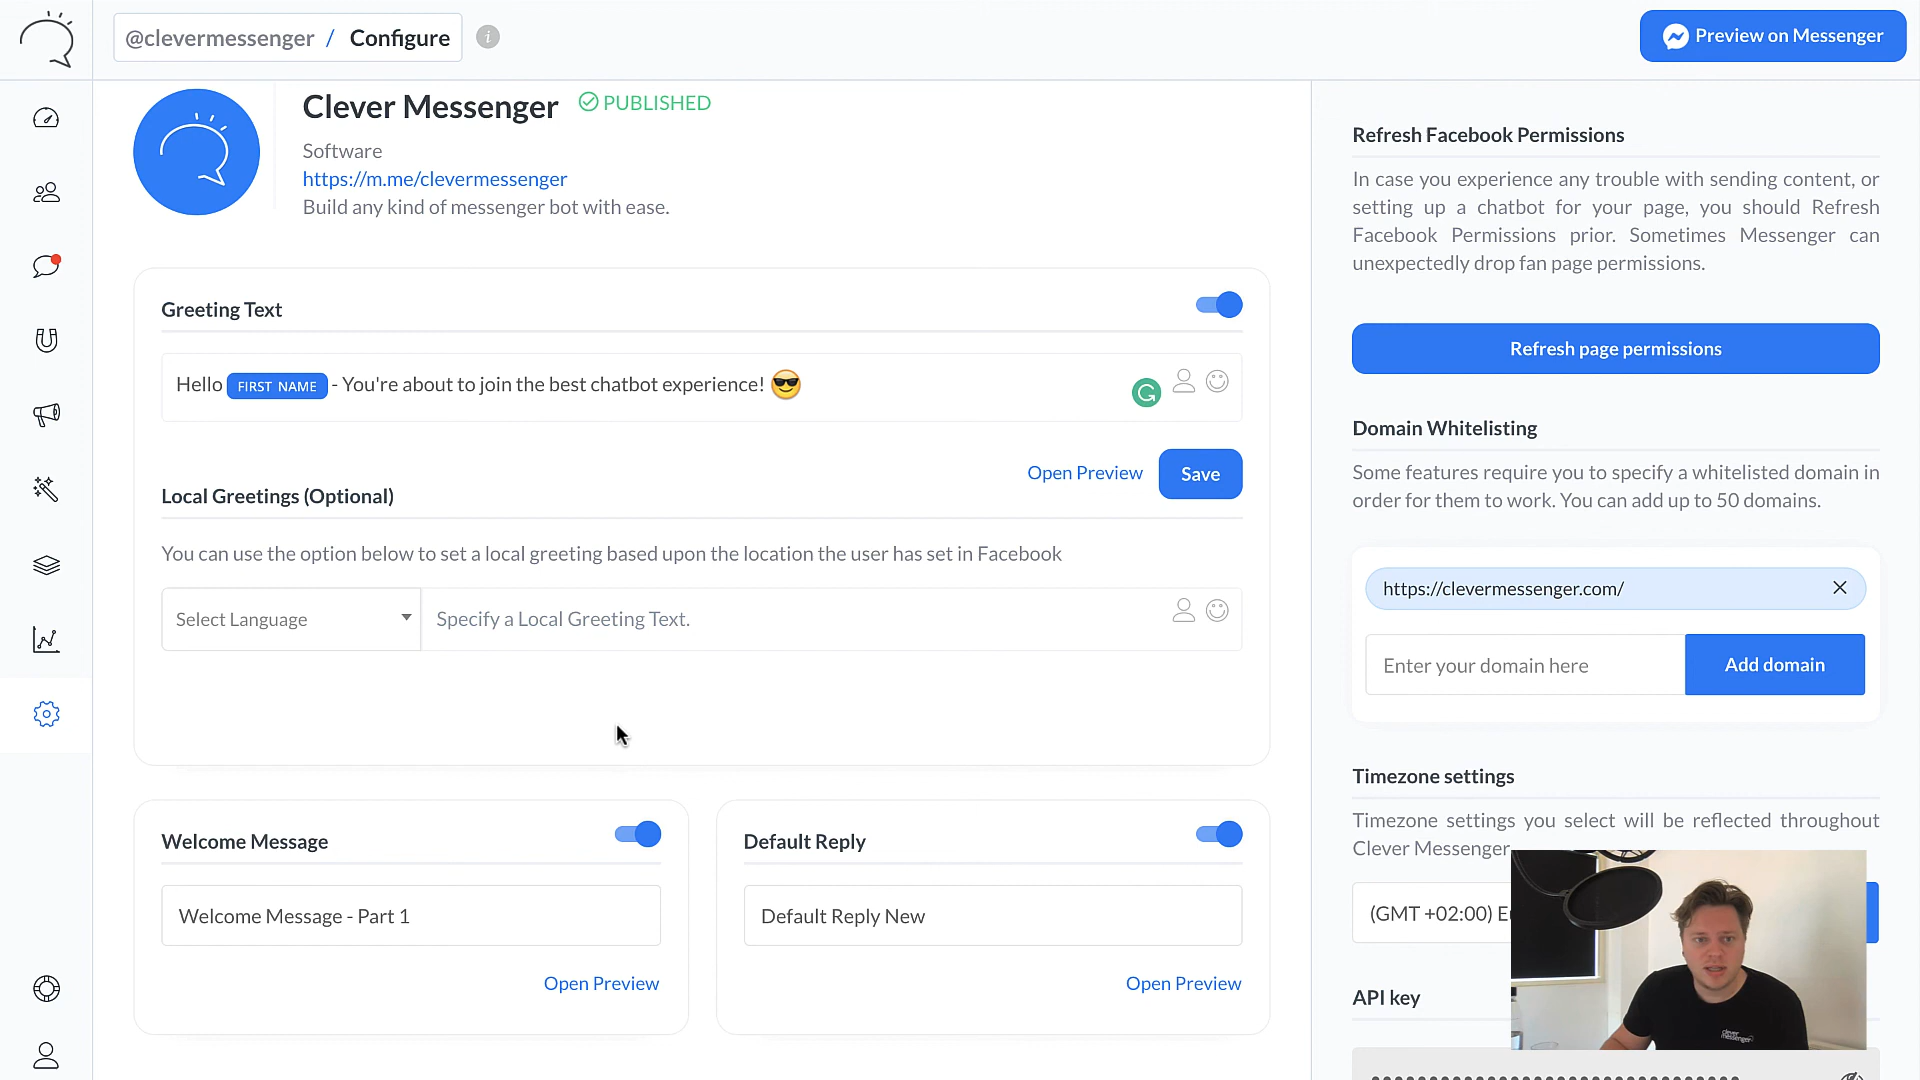 @clevermessenger / Configure
i
Preview on Messenger
Clever Messenger
PUBLISHED
Software
https://m.me/clevermessenger
Build any kind of messenger bot with ease.
Greeting Text
Hello FIRST NAME - You're about to join the best chatbot experience! 😎
Open Preview
Save
Local Greetings (Optional)
You can use the option below to set a local greeting based upon the location the user has set in Facebook
Select Language
Specify a Local Greeting Text.
Welcome Message
Welcome Message - Part 1
Open Preview
Default Reply
Default Reply New
Open Preview
Refresh Facebook Permissions
In case you experience any trouble with sending content, or
setting up a chatbot for your page, you should Refresh
Facebook Permissions prior. Sometimes Messenger can
unexpectedly drop fan page permissions.
Refresh page permissions
Domain Whitelisting
Some features require you to specify a whitelisted domain in
order for them to work. You can add up to 50 domains.
https://clevermessenger.com/
Enter your domain here
Add domain
Timezone settings
Timezone settings you select will be reflected throughout
Clever Messenger
(GMT +02:00)
API key
clever
messenger